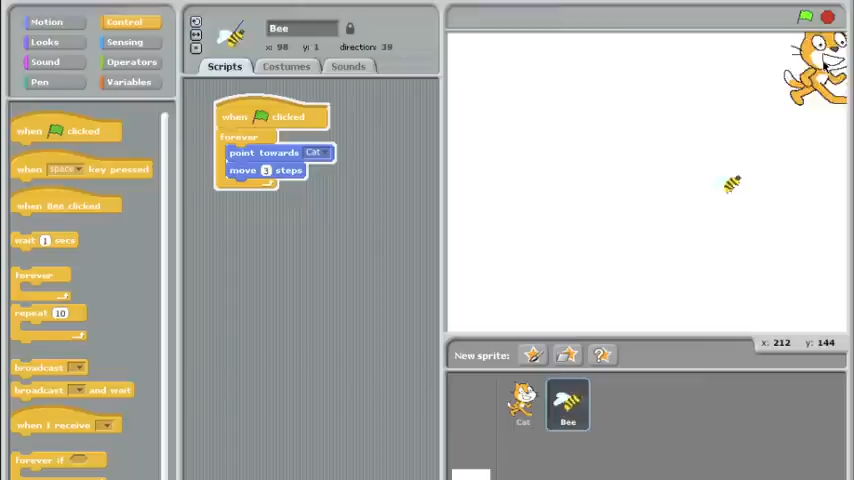 Motion
Control
Looks
Sensing
Sound
Operators
Pen
Variables
when clicked
when space key pressed
when Bee clicked
wait 1 secs
forever
repeat 10
broadcast
broadcast and wait
when I receive
forever if
Bee
x: 98 y: 1 direction: 39
Scripts
Costumes
Sounds
when clicked
forever
point towards Cat
move 3 steps
x: 212 y: 144
New sprite:
Cat
Bee